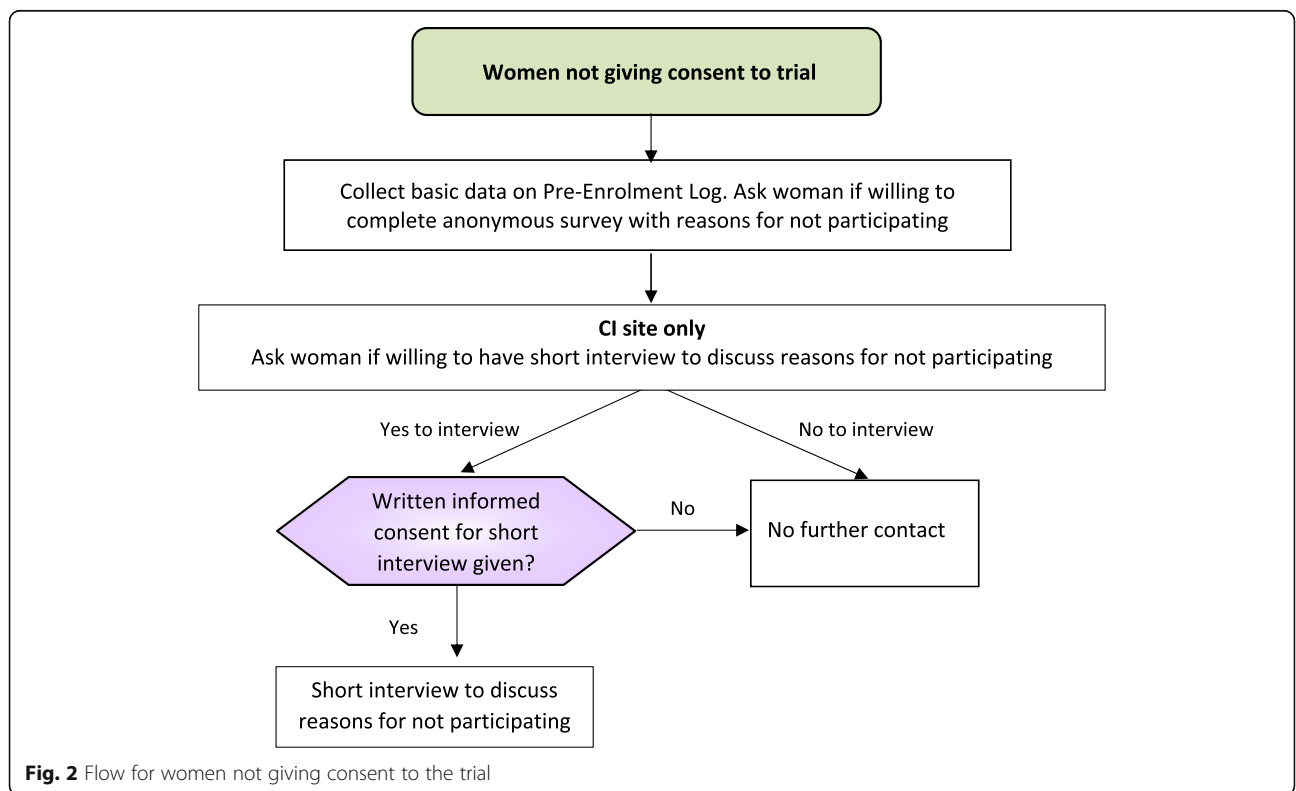 Women not giving consent to trial
Collect basic data on Pre-Enrolment Log. Ask woman if willing to
complete anonymous survey with reasons for not participating
CI site only
Ask woman if willing to have short interview to discuss reasons for not participating
Yes to interview
No to interview
Written informed
consent for short
interview given?
No
No further contact
Yes
Short interview to discuss
reasons for not participating
Fig. 2 Flow for women not giving consent to the trial